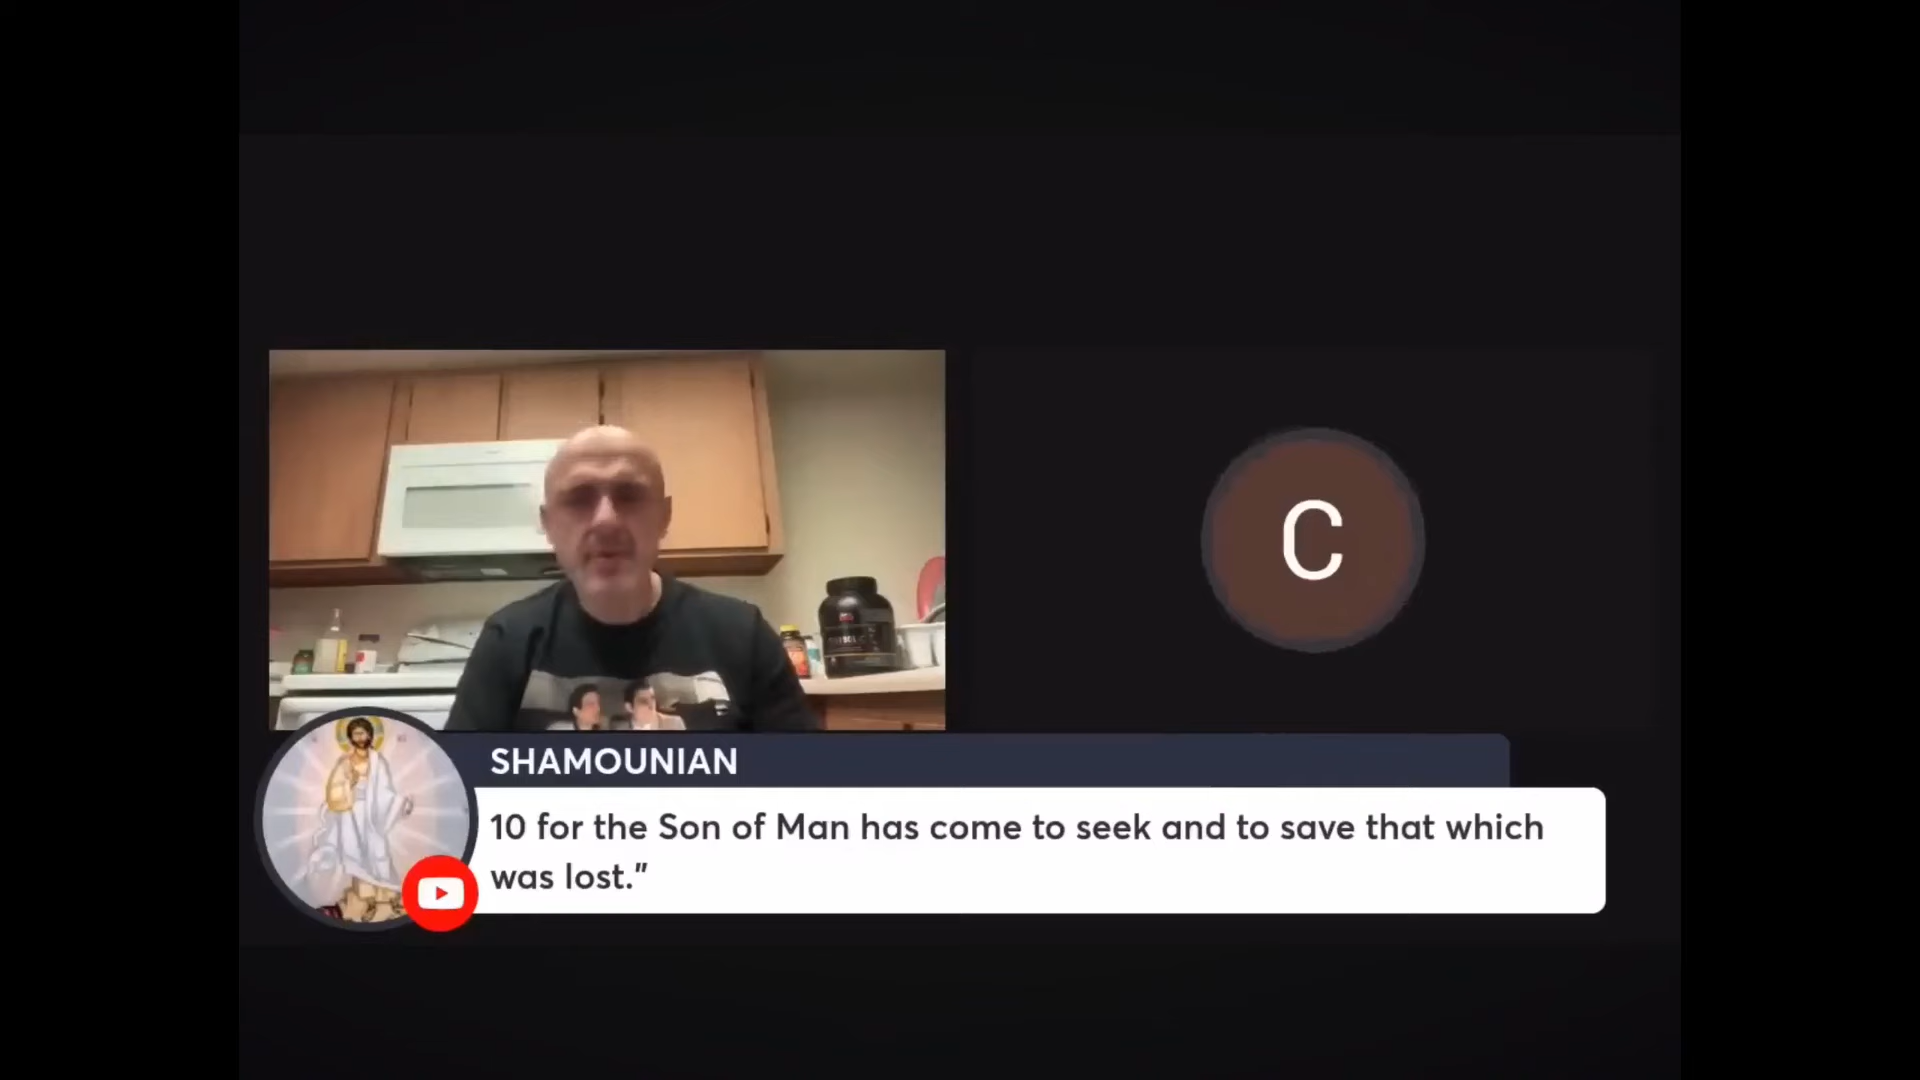 C
SHAMOUNIAN
10 for the Son of Man has come to seek and to save that which
was lost.”